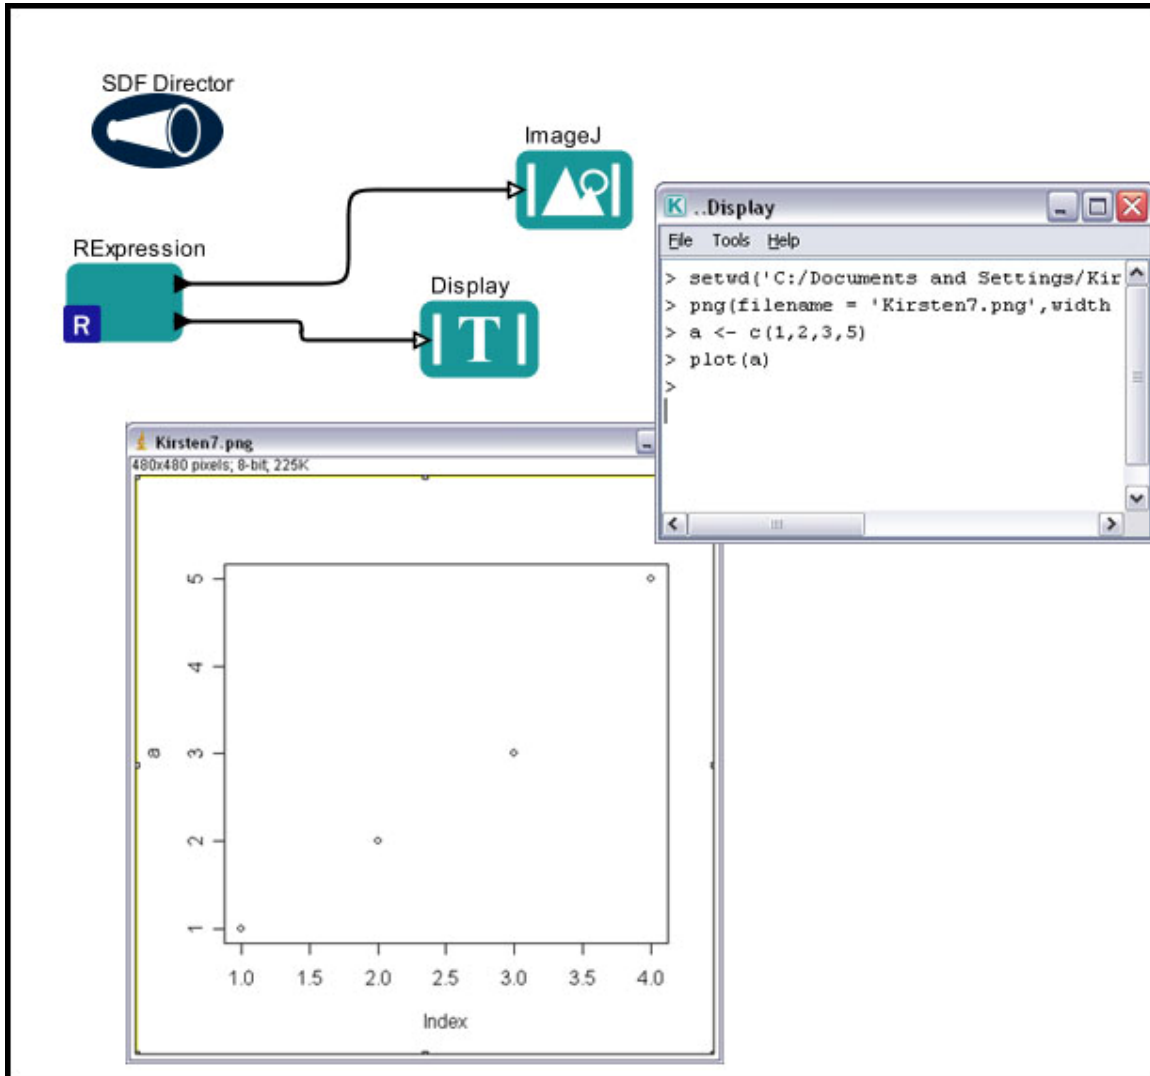 SDF Director
ImageJ
RExpression
R
Display
T
K ..Display
File Tools Help
> setwd('C:/Documents and Settings/Kir
> png(filename = 'Kirsten7.png',width
> a <- c(1,2,3,5)
> plot(a)
>
Kirsten7.png
480x480 pixels; 8-bit; 225K
5
4
3
2
1
a
1.0 1.5 2.0 2.5 3.0 3.5 4.0
Index